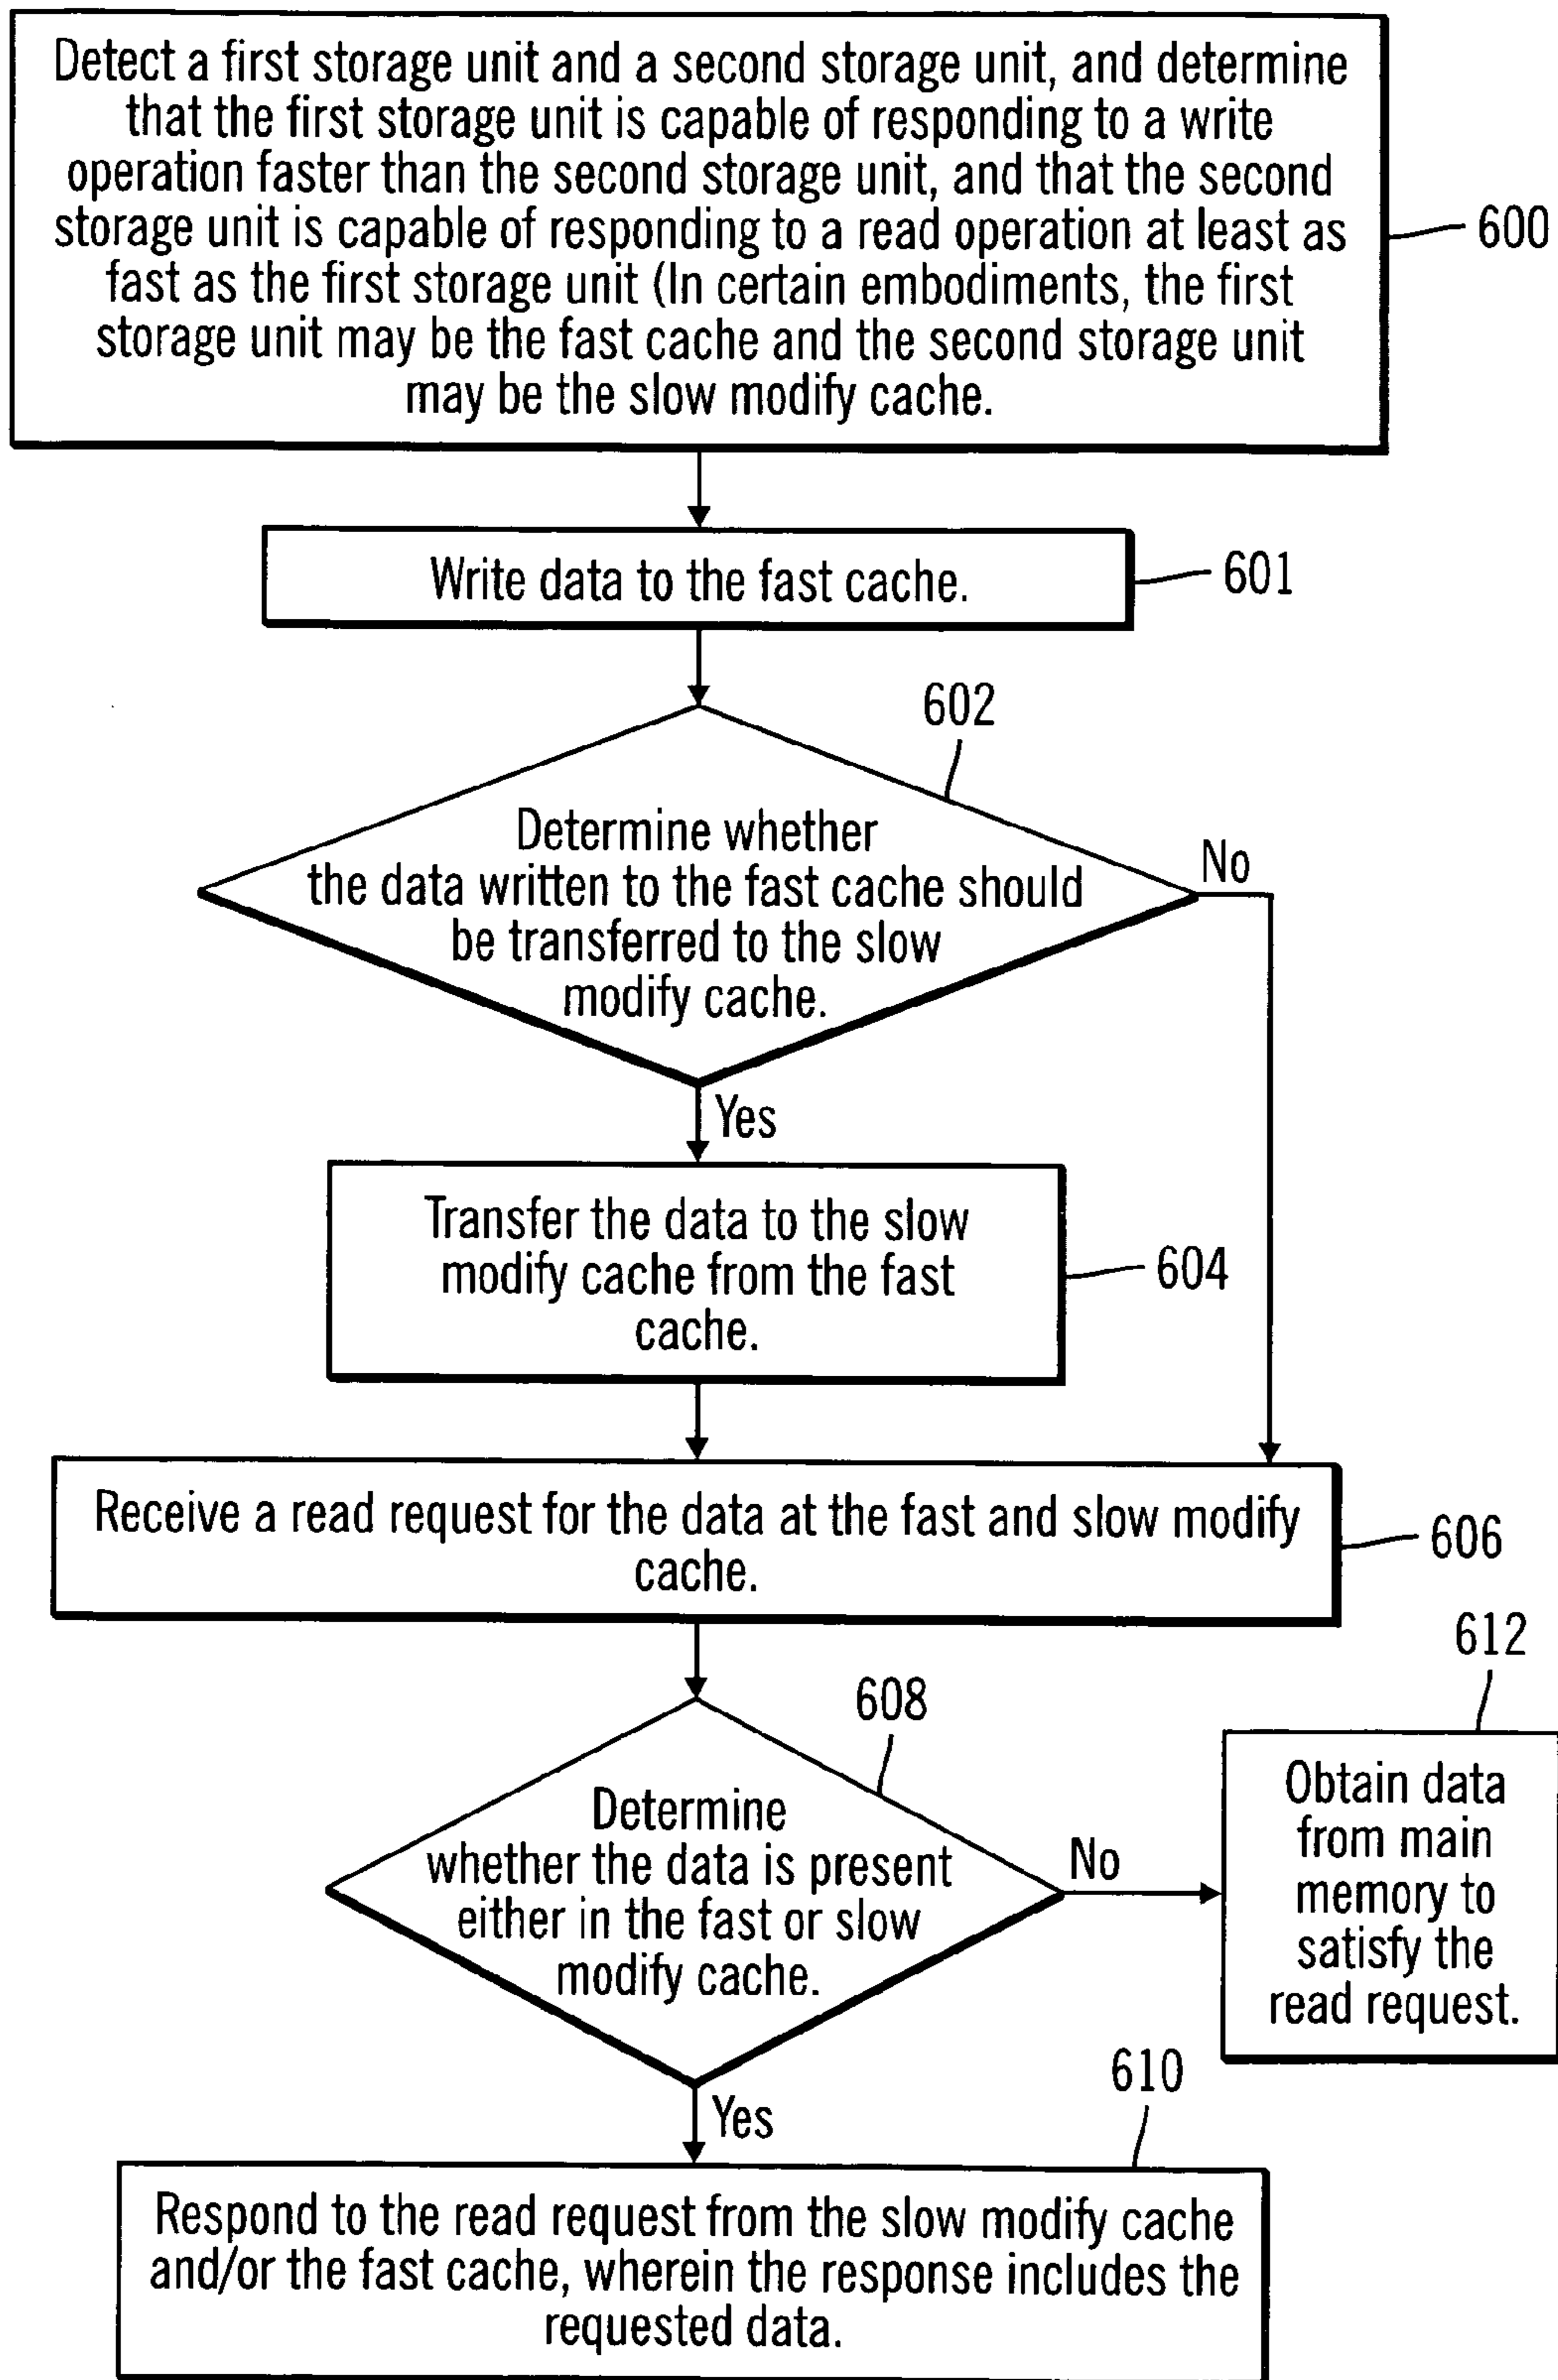 Detect a first storage unit and a second storage unit, and determine
that the first storage unit is capable of responding to a write
operation faster than the second storage unit, and that the second
storage unit is capable of responding to a read operation at least as
fast as the first storage unit (In certain embodiments, the first
storage unit may be the fast cache and the second storage unit
may be the slow modify cache.
600
Write data to the fast cache.
601
602
Determine whether
the data written to the fast cache should
be transferred to the slow
modify cache.
No
Yes
Transfer the data to the slow
modify cache from the fast
cache.
604
Receive a read request for the data at the fast and slow modify
cache.
606
608
Determine
whether the data is present
either in the fast or slow
modify cache.
No
612
Obtain data
from main
memory to
satisfy the
read request.
Yes
610
Respond to the read request from the slow modify cache
and/or the fast cache, wherein the response includes the
requested data.